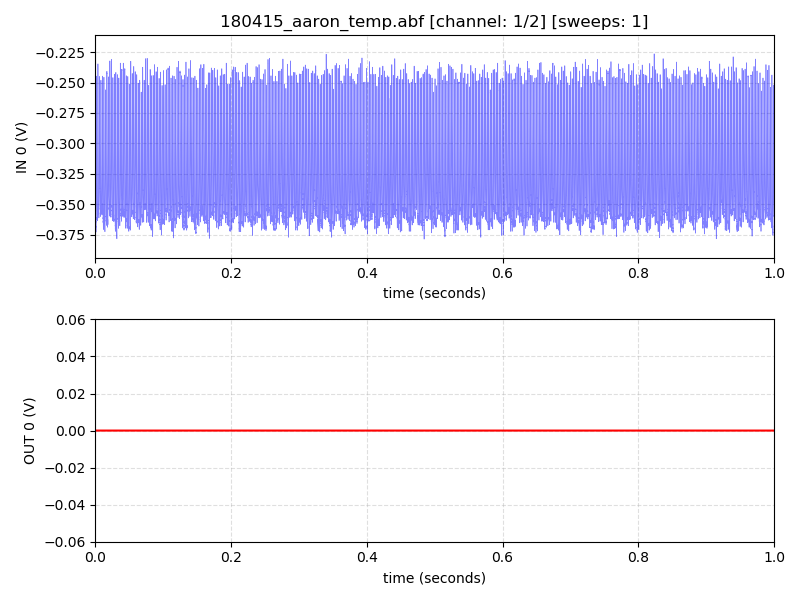 180415_aaron_temp.abf [channel: 1/2] [sweeps: 1]
−0.225
−0.250
−0.275
−0.300
−0.325
−0.350
−0.375
IN 0 (V)
0.0 0.2 0.4 0.6 0.8 1.0
time (seconds)
0.06
0.04
0.02
0.00
−0.02
−0.04
−0.06
OUT 0 (V)
0.0 0.2 0.4 0.6 0.8 1.0
time (seconds)